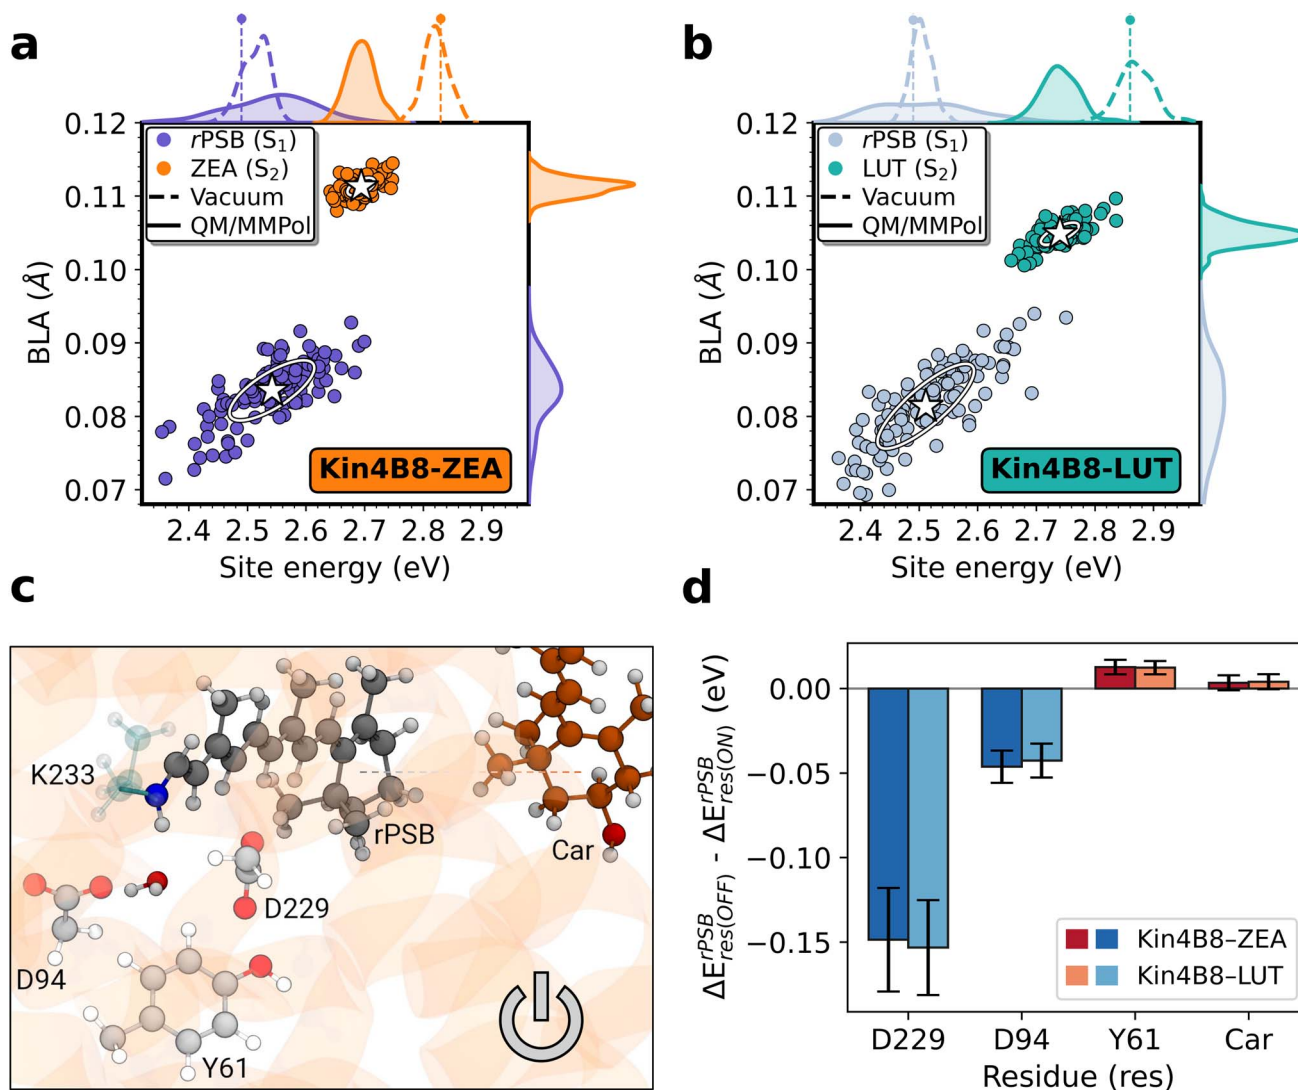 a
0.12
0.11
0.10
0.09
0.08
0.07
BLA (Å)
rPSB (S₁)
ZEA (S₂)
Vacuum
QM/MMPol
Kin4B8-ZEA
2.4 2.5 2.6 2.7 2.8 2.9
Site energy (eV)
b
0.12
0.11
0.10
0.09
0.08
0.07
BLA (Å)
rPSB (S₁)
LUT (S₂)
Vacuum
QM/MMPol
Kin4B8-LUT
2.4 2.5 2.6 2.7 2.8 2.9
Site energy (eV)
c
K233
rPSB
Car
D229
D94
Y61
d
ΔE^{rPSB}_{res(OFF)} - ΔE^{rPSB}_{res(ON)} (eV)
0.00
−0.05
−0.10
−0.15
Kin4B8–ZEA
Kin4B8–LUT
D229 D94 Y61 Car
Residue (res)